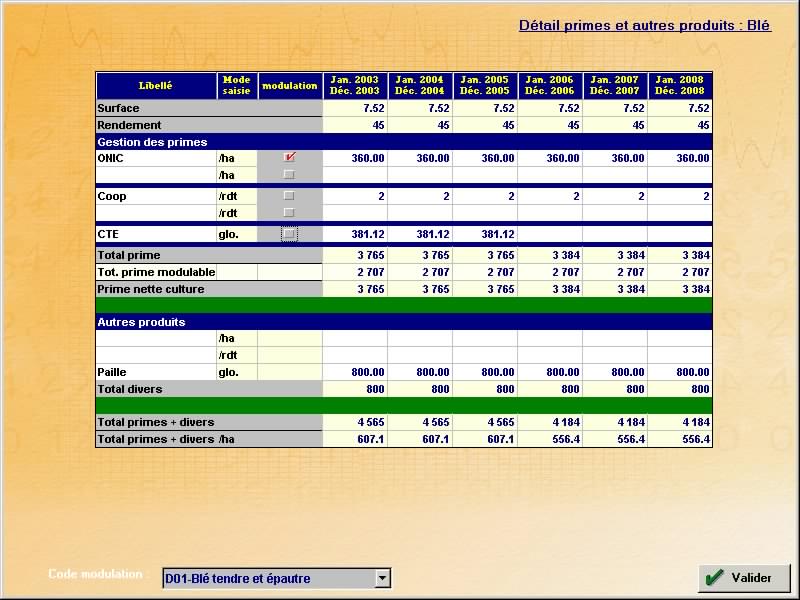 Détail primes et autres produits : Blé
Libellé Mode saisie modulation Jan. 2003 Déc. 2003 Jan. 2004 Déc. 2004 Jan. 2005 Déc. 2005 Jan. 2006 Déc. 2006 Jan. 2007 Déc. 2007 Jan. 2008 Déc. 2008
Surface 7.52 7.52 7.52 7.52 7.52 7.52
Rendement 45 45 45 45 45 45
Gestion des primes
ONIC /ha 360.00 360.00 360.00 360.00 360.00 360.00
/ha
Coop /rdt 2 2 2 2 2 2
/rdt
CTE glo. 381.12 381.12 381.12
Total prime 3 765 3 765 3 765 3 384 3 384 3 384
Tot. prime modulable 2 707 2 707 2 707 2 707 2 707 2 707
Prime nette culture 3 765 3 765 3 765 3 384 3 384 3 384
Autres produits
/ha
/rdt
Paille glo. 800.00 800.00 800.00 800.00 800.00 800.00
Total divers 800 800 800 800 800 800
Total primes + divers 4 565 4 565 4 565 4 184 4 184 4 184
Total primes + divers /ha 607.1 607.1 607.1 556.4 556.4 556.4
Code modulation : D01-Blé tendre et épautre
Valider